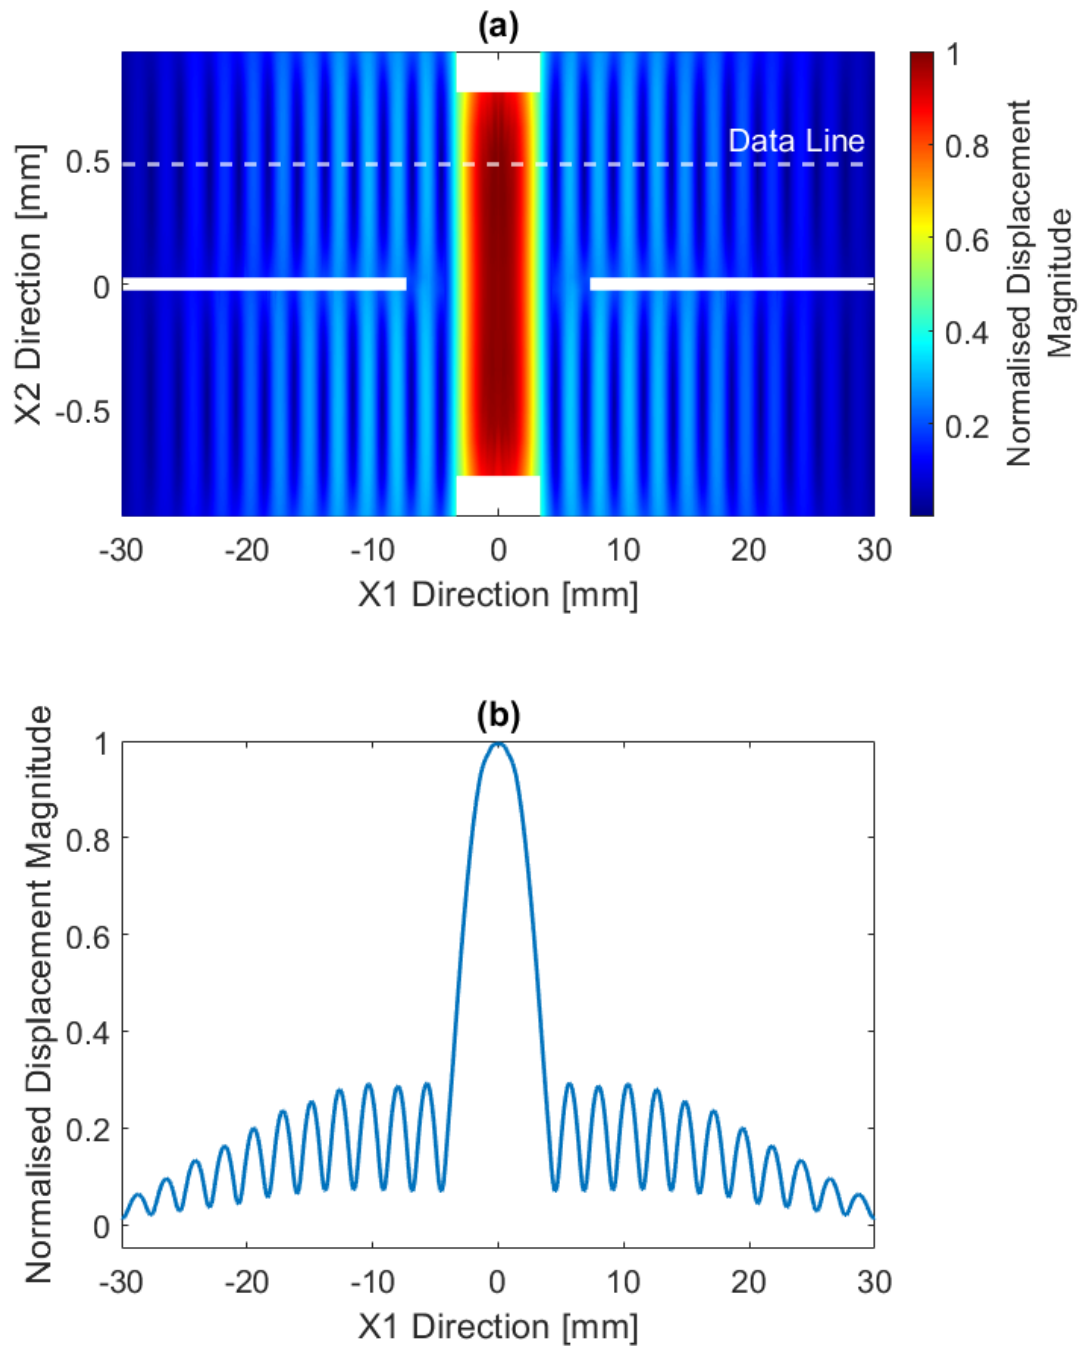 (a)
Data Line
0.5
0
-0.5
X2 Direction [mm]
-30 -20 -10 0 10 20 30
X1 Direction [mm]
1
0.8
0.6
0.4
0.2
Normalised Displacement
Magnitude
(b)
1
0.8
0.6
0.4
0.2
0
Normalised Displacement Magnitude
-30 -20 -10 0 10 20 30
X1 Direction [mm]